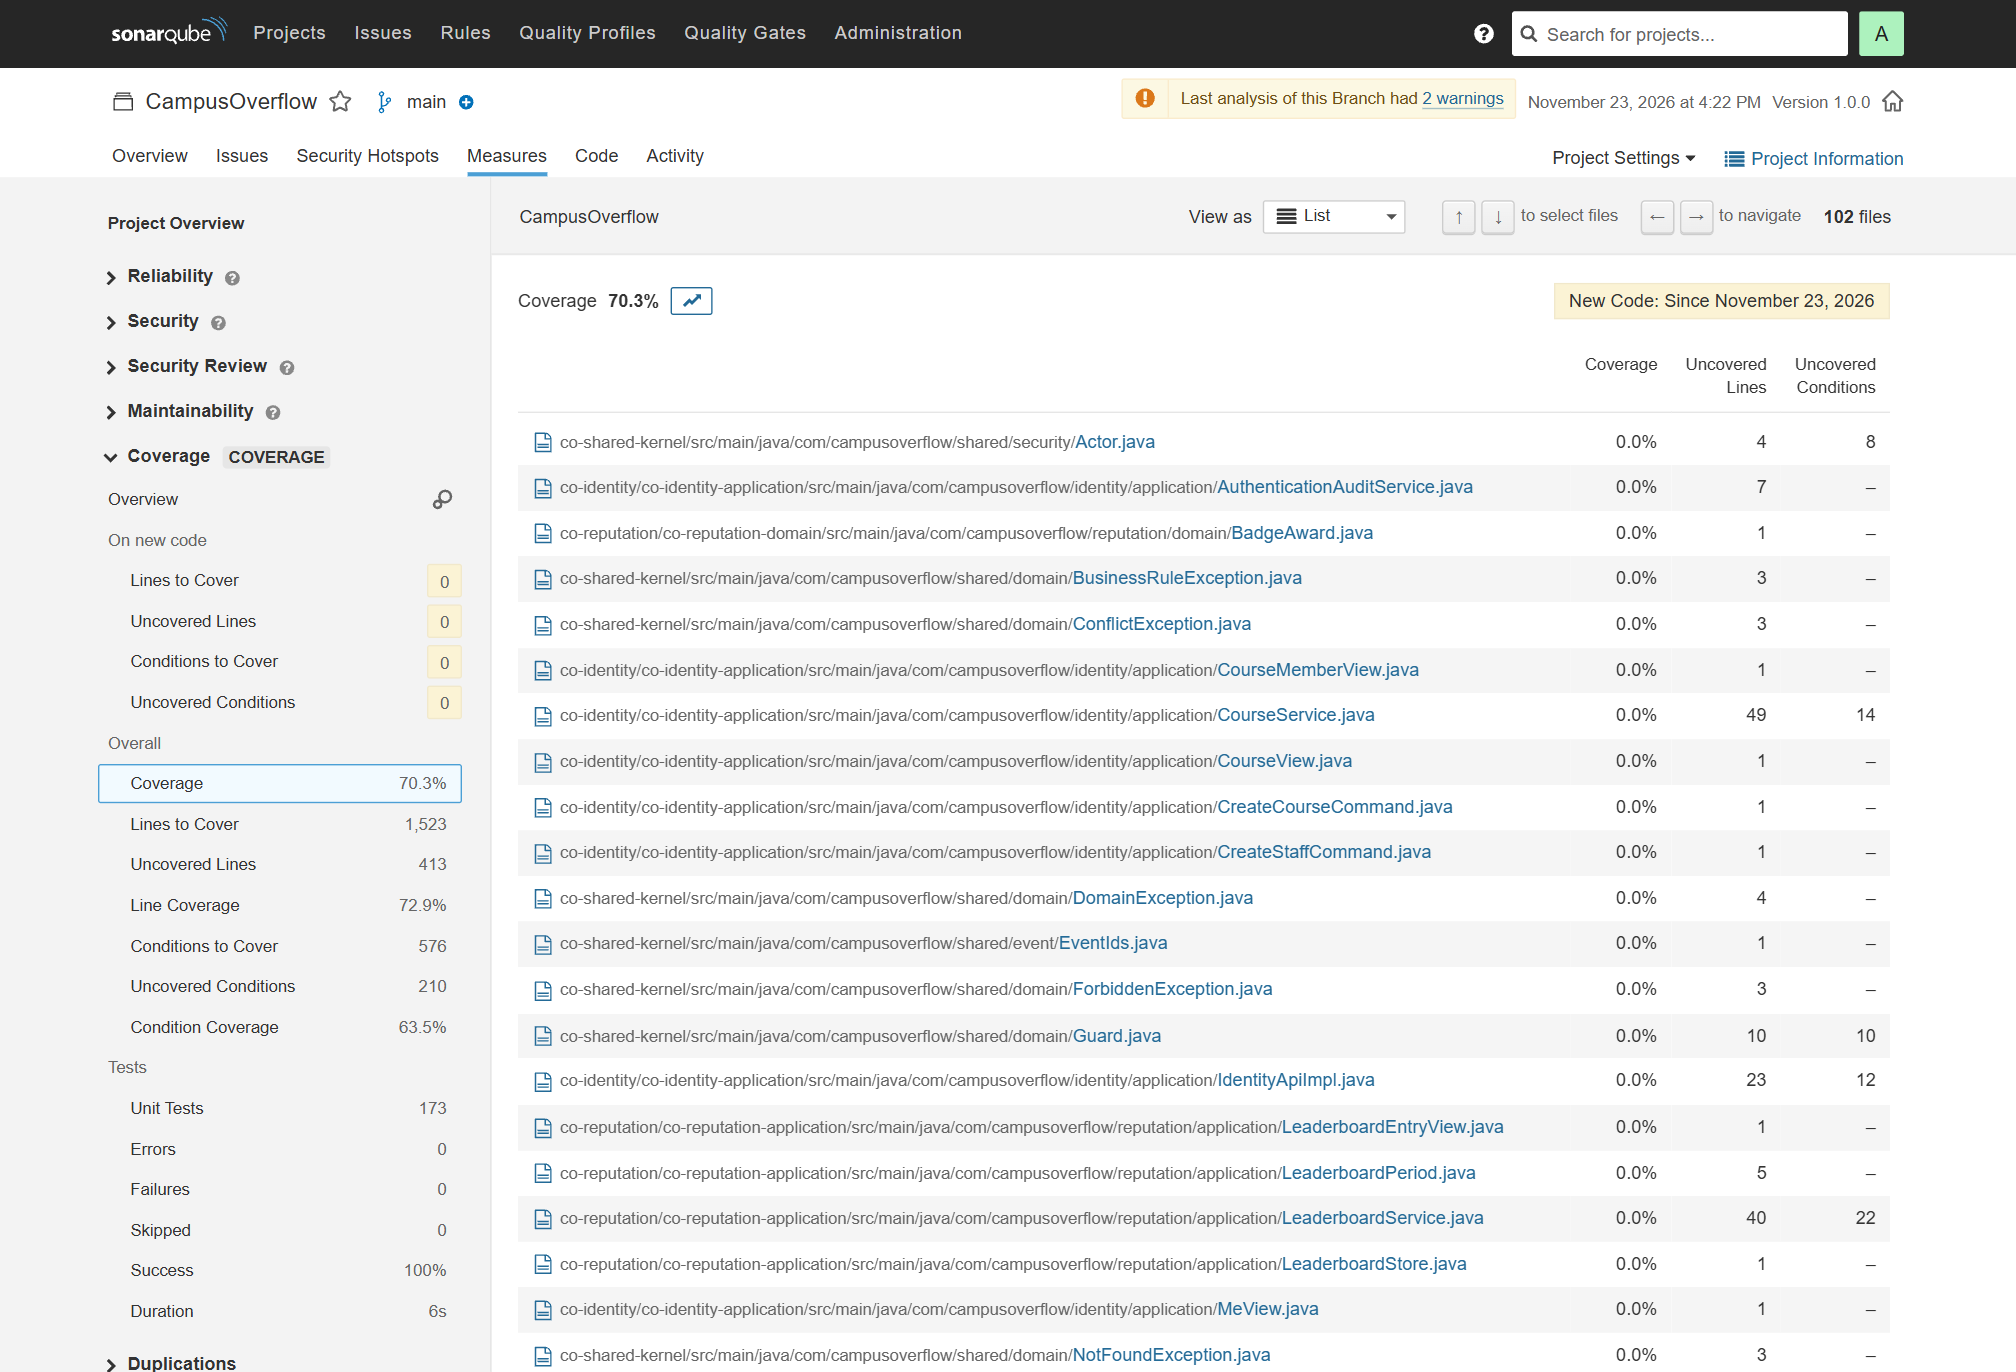 sonarqube Projects Issues Rules Quality Profiles Quality Gates Administration ? Search for projects... A
CampusOverflow main Last analysis of this Branch had 2 warnings November 23, 2026 at 4:22 PM Version 1.0.0
Overview Issues Security Hotspots Measures Code Activity Project Settings Project Information
Project Overview
Reliability ?
Security ?
Security Review ?
Maintainability ?
Coverage COVERAGE
Overview
On new code
Lines to Cover 0
Uncovered Lines 0
Conditions to Cover 0
Uncovered Conditions 0
Overall
Coverage 70.3%
Lines to Cover 1,523
Uncovered Lines 413
Line Coverage 72.9%
Conditions to Cover 576
Uncovered Conditions 210
Condition Coverage 63.5%
Tests
Unit Tests 173
Errors 0
Failures 0
Skipped 0
Success 100%
Duration 6s
Duplications
CampusOverflow View as List ↑ ↓ to select files ← → to navigate 102 files
Coverage 70.3% New Code: Since November 23, 2026
Coverage Uncovered Lines Uncovered Conditions
co-shared-kernel/src/main/java/com/campusoverflow/shared/security/Actor.java 0.0% 4 8
co-identity/co-identity-application/src/main/java/com/campusoverflow/identity/application/AuthenticationAuditService.java 0.0% 7 –
co-reputation/co-reputation-domain/src/main/java/com/campusoverflow/reputation/domain/BadgeAward.java 0.0% 1 –
co-shared-kernel/src/main/java/com/campusoverflow/shared/domain/BusinessRuleException.java 0.0% 3 –
co-shared-kernel/src/main/java/com/campusoverflow/shared/domain/ConflictException.java 0.0% 3 –
co-identity/co-identity-application/src/main/java/com/campusoverflow/identity/application/CourseMemberView.java 0.0% 1 –
co-identity/co-identity-application/src/main/java/com/campusoverflow/identity/application/CourseService.java 0.0% 49 14
co-identity/co-identity-application/src/main/java/com/campusoverflow/identity/application/CourseView.java 0.0% 1 –
co-identity/co-identity-application/src/main/java/com/campusoverflow/identity/application/CreateCourseCommand.java 0.0% 1 –
co-identity/co-identity-application/src/main/java/com/campusoverflow/identity/application/CreateStaffCommand.java 0.0% 1 –
co-shared-kernel/src/main/java/com/campusoverflow/shared/domain/DomainException.java 0.0% 4 –
co-shared-kernel/src/main/java/com/campusoverflow/shared/event/EventIds.java 0.0% 1 –
co-shared-kernel/src/main/java/com/campusoverflow/shared/domain/ForbiddenException.java 0.0% 3 –
co-shared-kernel/src/main/java/com/campusoverflow/shared/domain/Guard.java 0.0% 10 10
co-identity/co-identity-application/src/main/java/com/campusoverflow/identity/application/IdentityApiImpl.java 0.0% 23 12
co-reputation/co-reputation-application/src/main/java/com/campusoverflow/reputation/application/LeaderboardEntryView.java 0.0% 1 –
co-reputation/co-reputation-application/src/main/java/com/campusoverflow/reputation/application/LeaderboardPeriod.java 0.0% 5 –
co-reputation/co-reputation-application/src/main/java/com/campusoverflow/reputation/application/LeaderboardService.java 0.0% 40 22
co-reputation/co-reputation-application/src/main/java/com/campusoverflow/reputation/application/LeaderboardStore.java 0.0% 1 –
co-identity/co-identity-application/src/main/java/com/campusoverflow/identity/application/MeView.java 0.0% 1 –
co-shared-kernel/src/main/java/com/campusoverflow/shared/domain/NotFoundException.java 0.0% 3 –